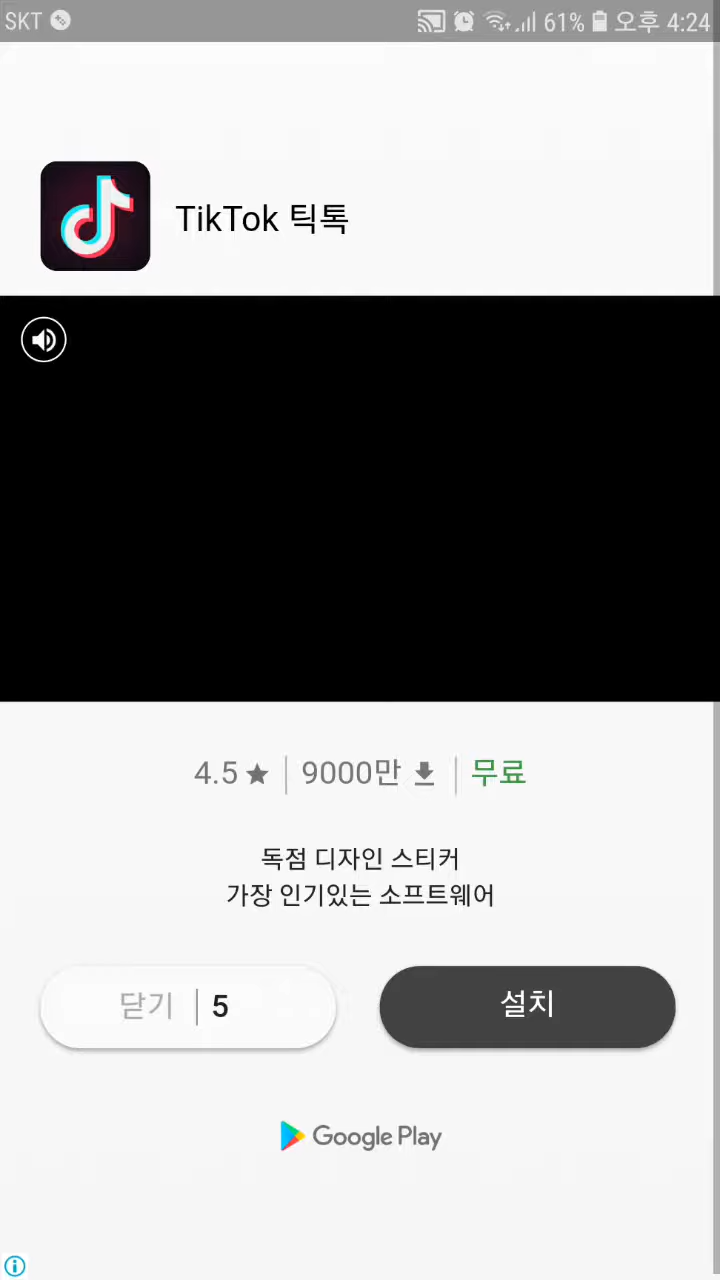 SKT 61% 오후 4:24
TikTok 틱톡
4.5 9000만 무료
독점 디자인 스티커
가장 인기있는 소프트웨어
닫기 5 설치
Google Play